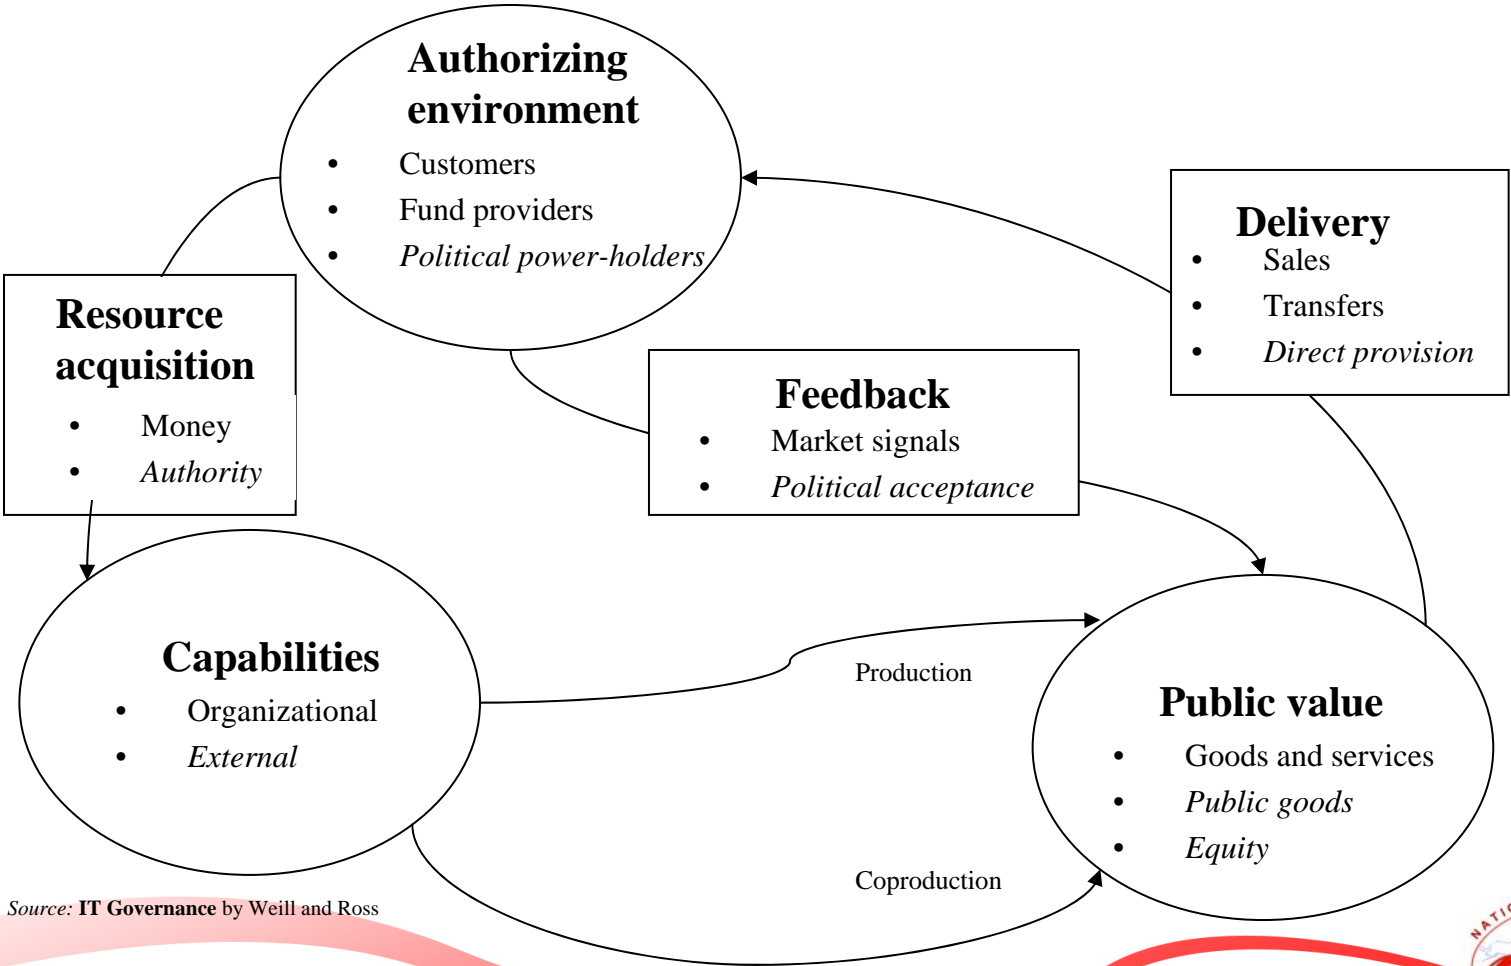 Authorizing
environment
• Customers
• Fund providers
• Political power-holders
Delivery
• Sales
• Transfers
• Direct provision
Resource
acquisition
• Money
• Authority
Feedback
• Market signals
• Political acceptance
Capabilities
• Organizational
• External
Production
Public value
• Goods and services
• Public goods
• Equity
Coproduction
Source: IT Governance by Weill and Ross